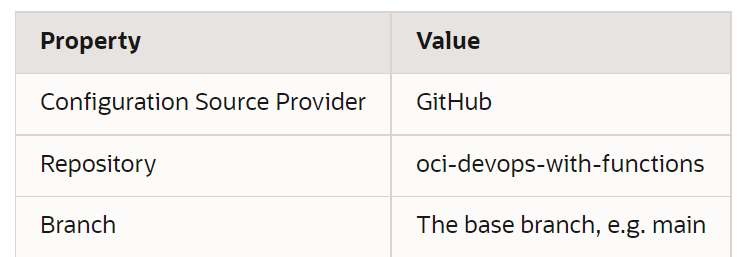 Property Value
Configuration Source Provider GitHub
Repository oci-devops-with-functions
Branch The base branch, e.g. main